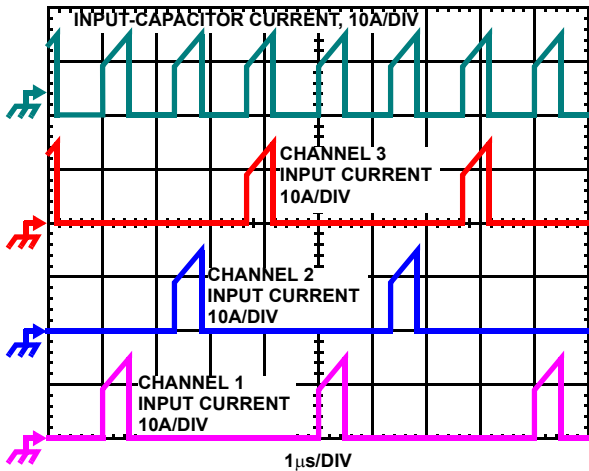 INPUT-CAPACITOR CURRENT, 10A/DIV
CHANNEL 3
INPUT CURRENT
10A/DIV
CHANNEL 2
INPUT CURRENT
10A/DIV
CHANNEL 1
INPUT CURRENT
10A/DIV
1μs/DIV